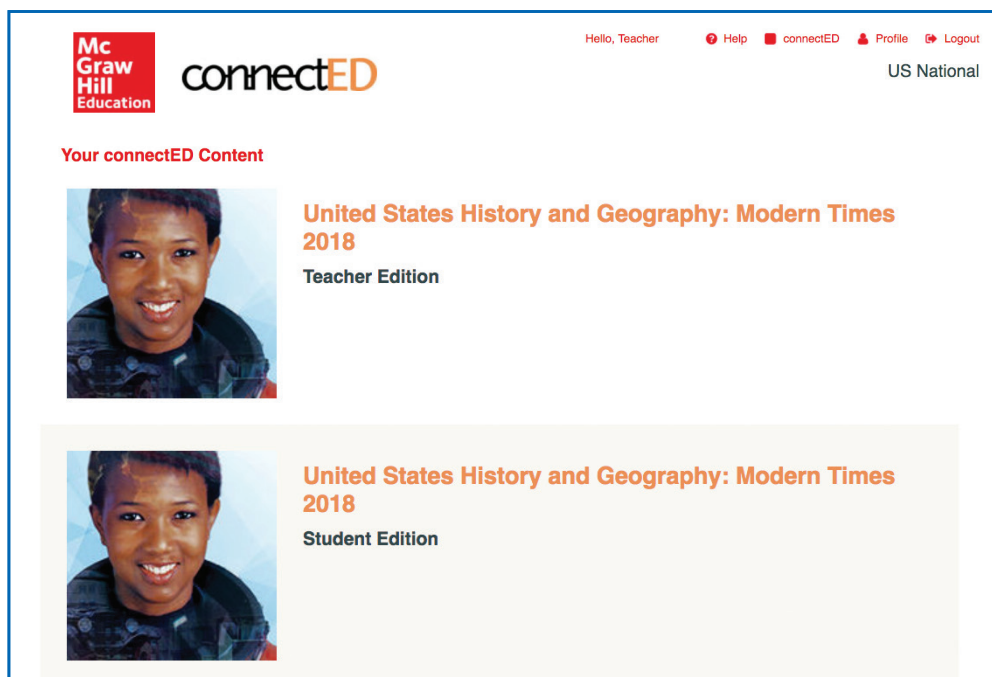 Mc
Graw
Hill
Education
connectED
Hello, Teacher Help connectED Profile Logout
US National
Your connectED Content
United States History and Geography: Modern Times
2018
Teacher Edition
United States History and Geography: Modern Times
2018
Student Edition